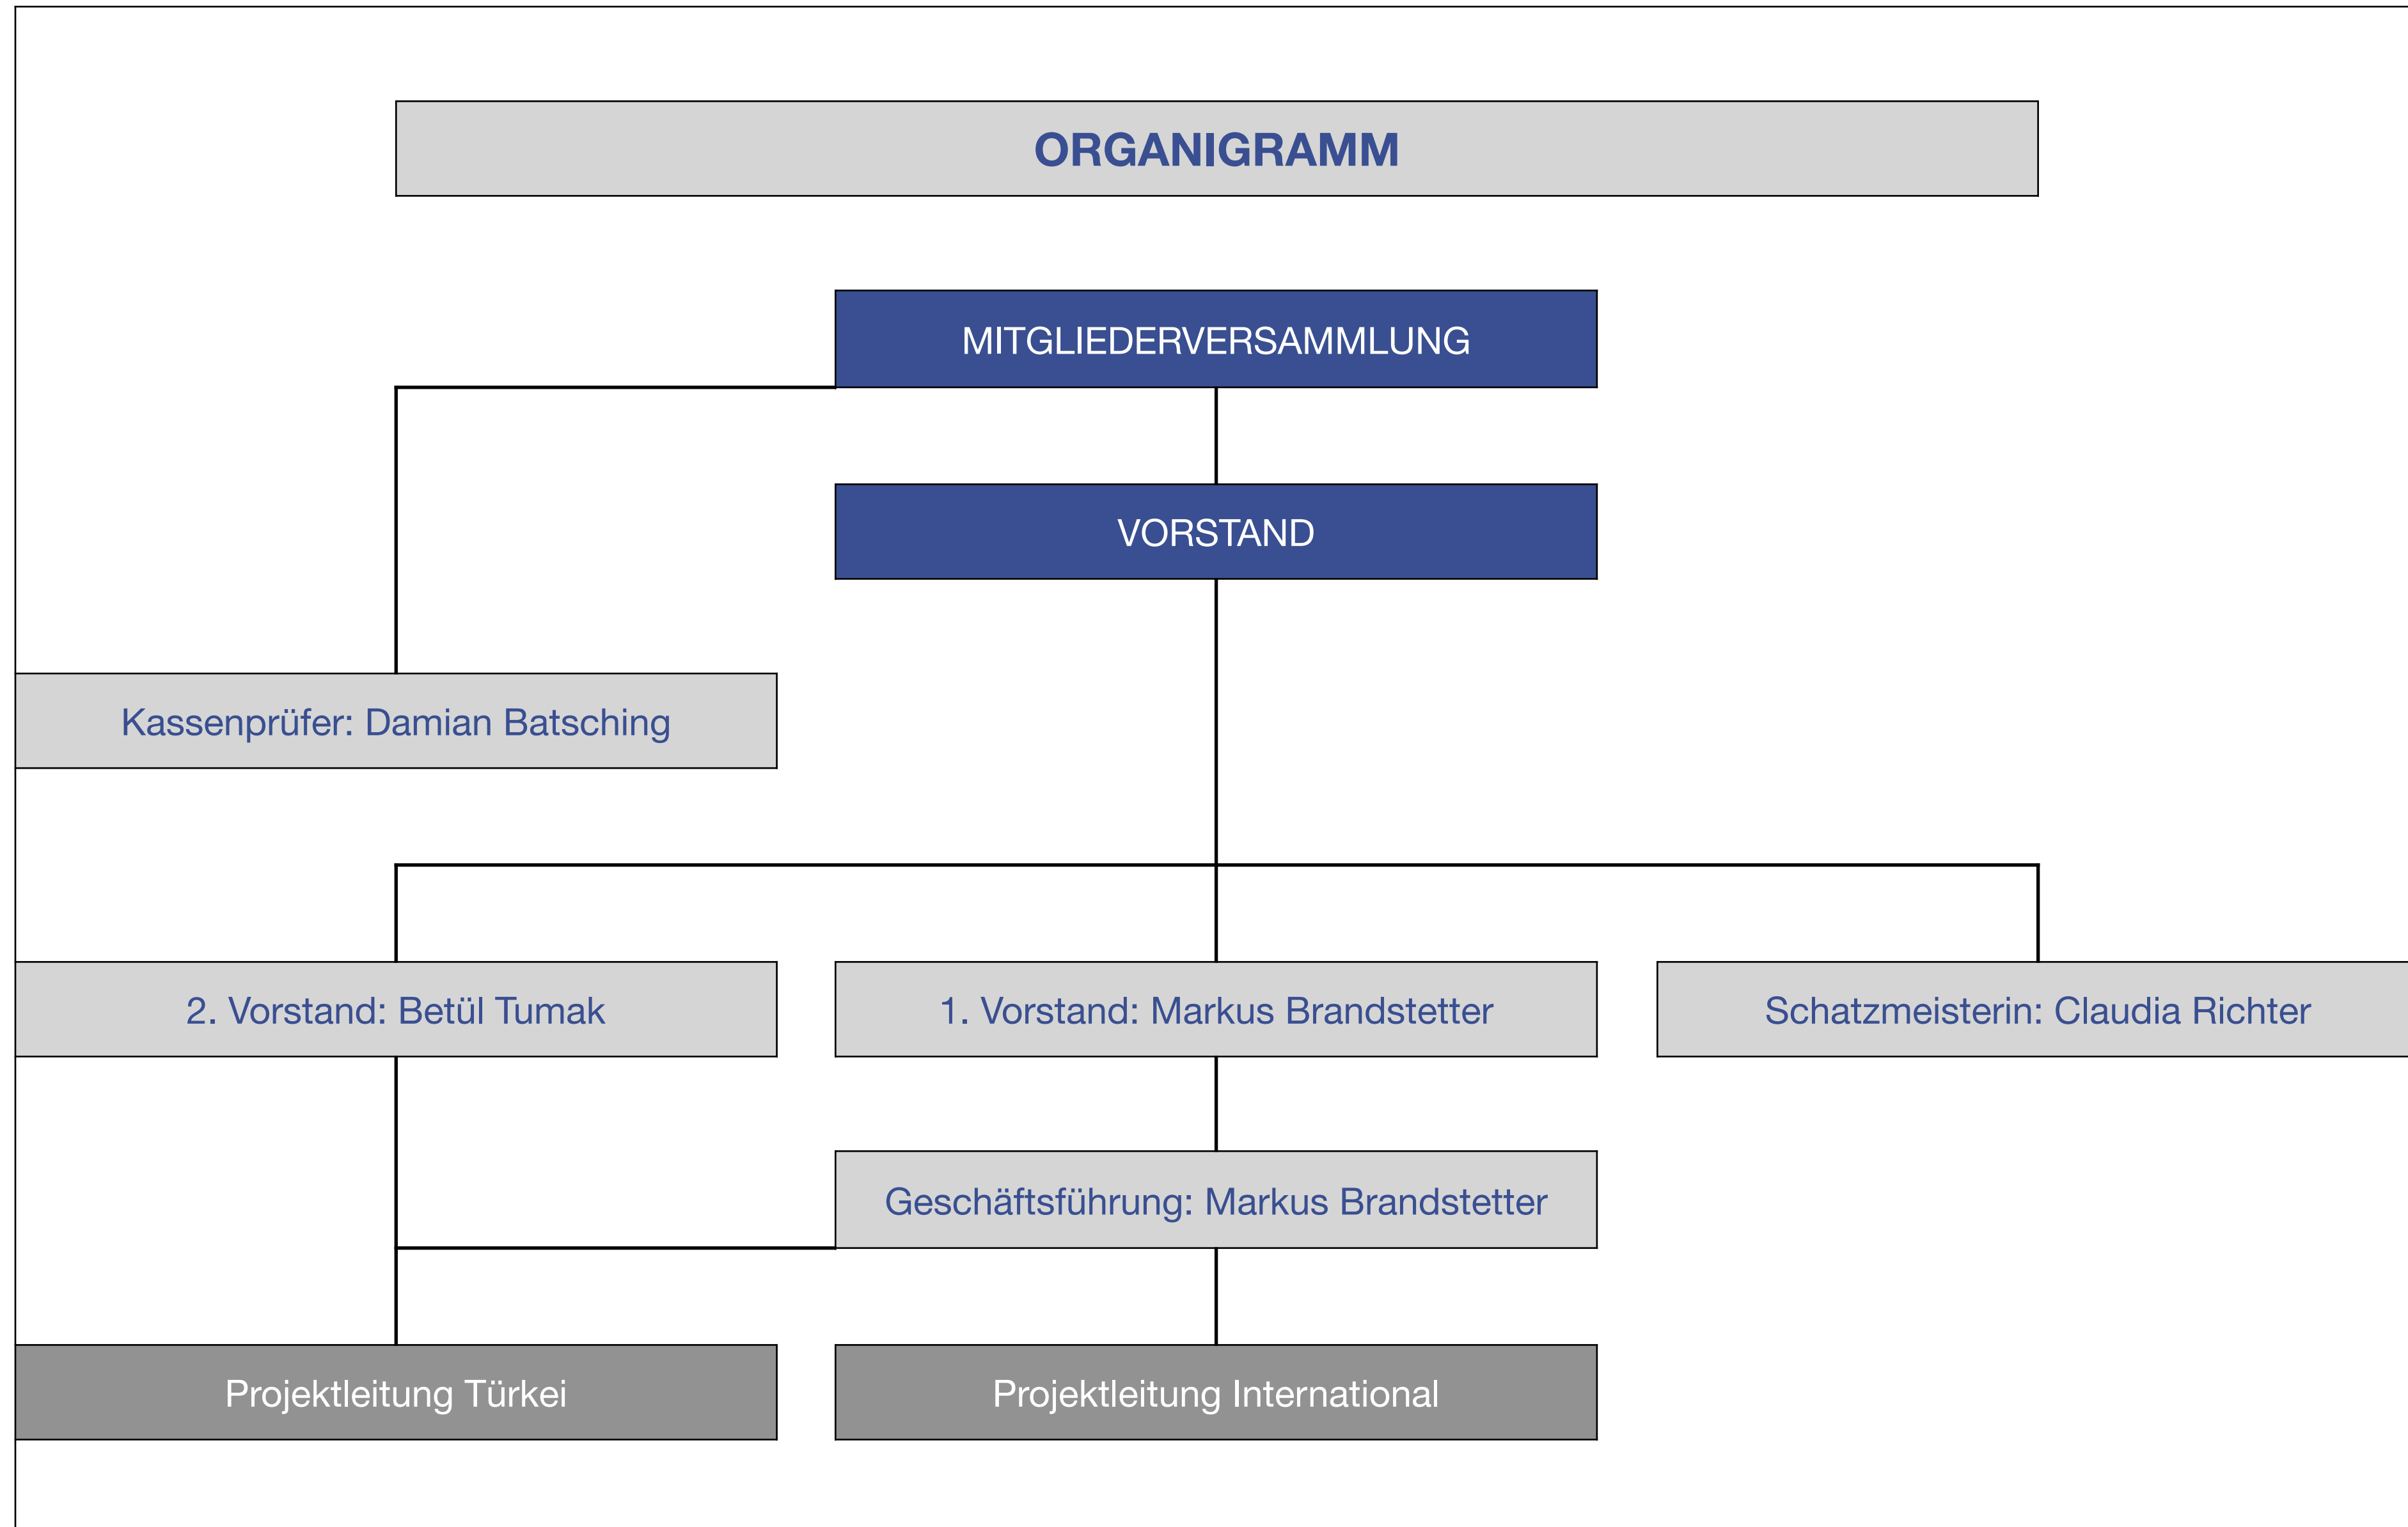 ORGANIGRAMM
MITGLIEDERVERSAMMLUNG
VORSTAND
Kassenprüfer: Damian Batsching
2. Vorstand: Betül Tumak
1. Vorstand: Markus Brandstetter
Schatzmeisterin: Claudia Richter
Geschäftsführung: Markus Brandstetter
Projektleitung Türkei
Projektleitung International